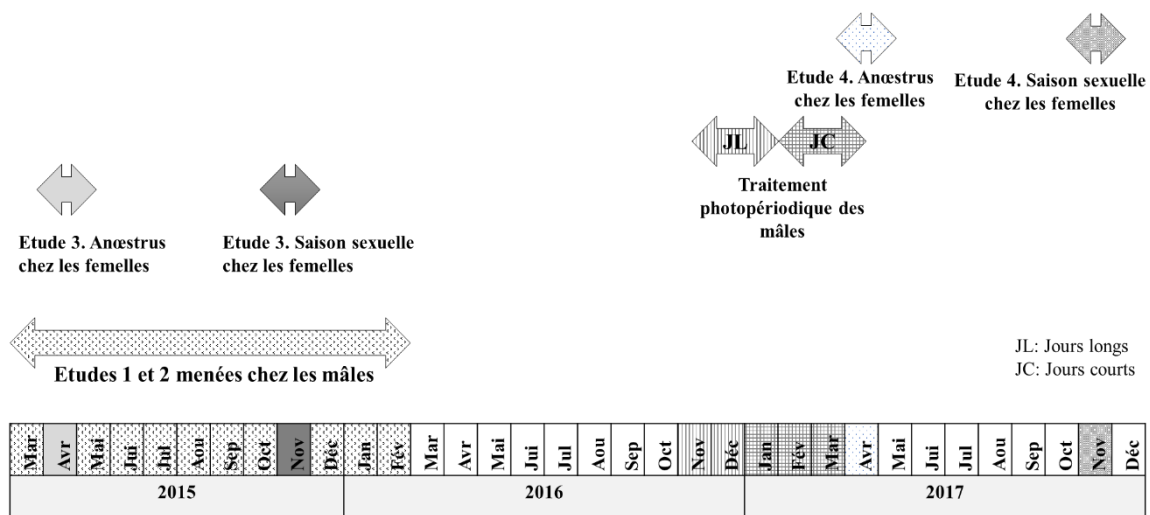 Etude 4. Anœstrus
chez les femelles
Etude 4. Saison sexuelle
chez les femelles
JL
JC
Traitement
photopériodique des
mâles
Etude 3. Anœstrus
chez les femelles
Etude 3. Saison sexuelle
chez les femelles
Etudes 1 et 2 menées chez les mâles
JL: Jours longs
JC: Jours courts
Mar Avr Mai Jui Jul Aou Sep Oct Nov Déc Jan Fév Mar Avr Mai Jui Jul Aou Sep Oct Nov Déc Jan Fév Mar Avr Mai Jui Jul Aou Sep Oct Nov Déc
2015 2016 2017